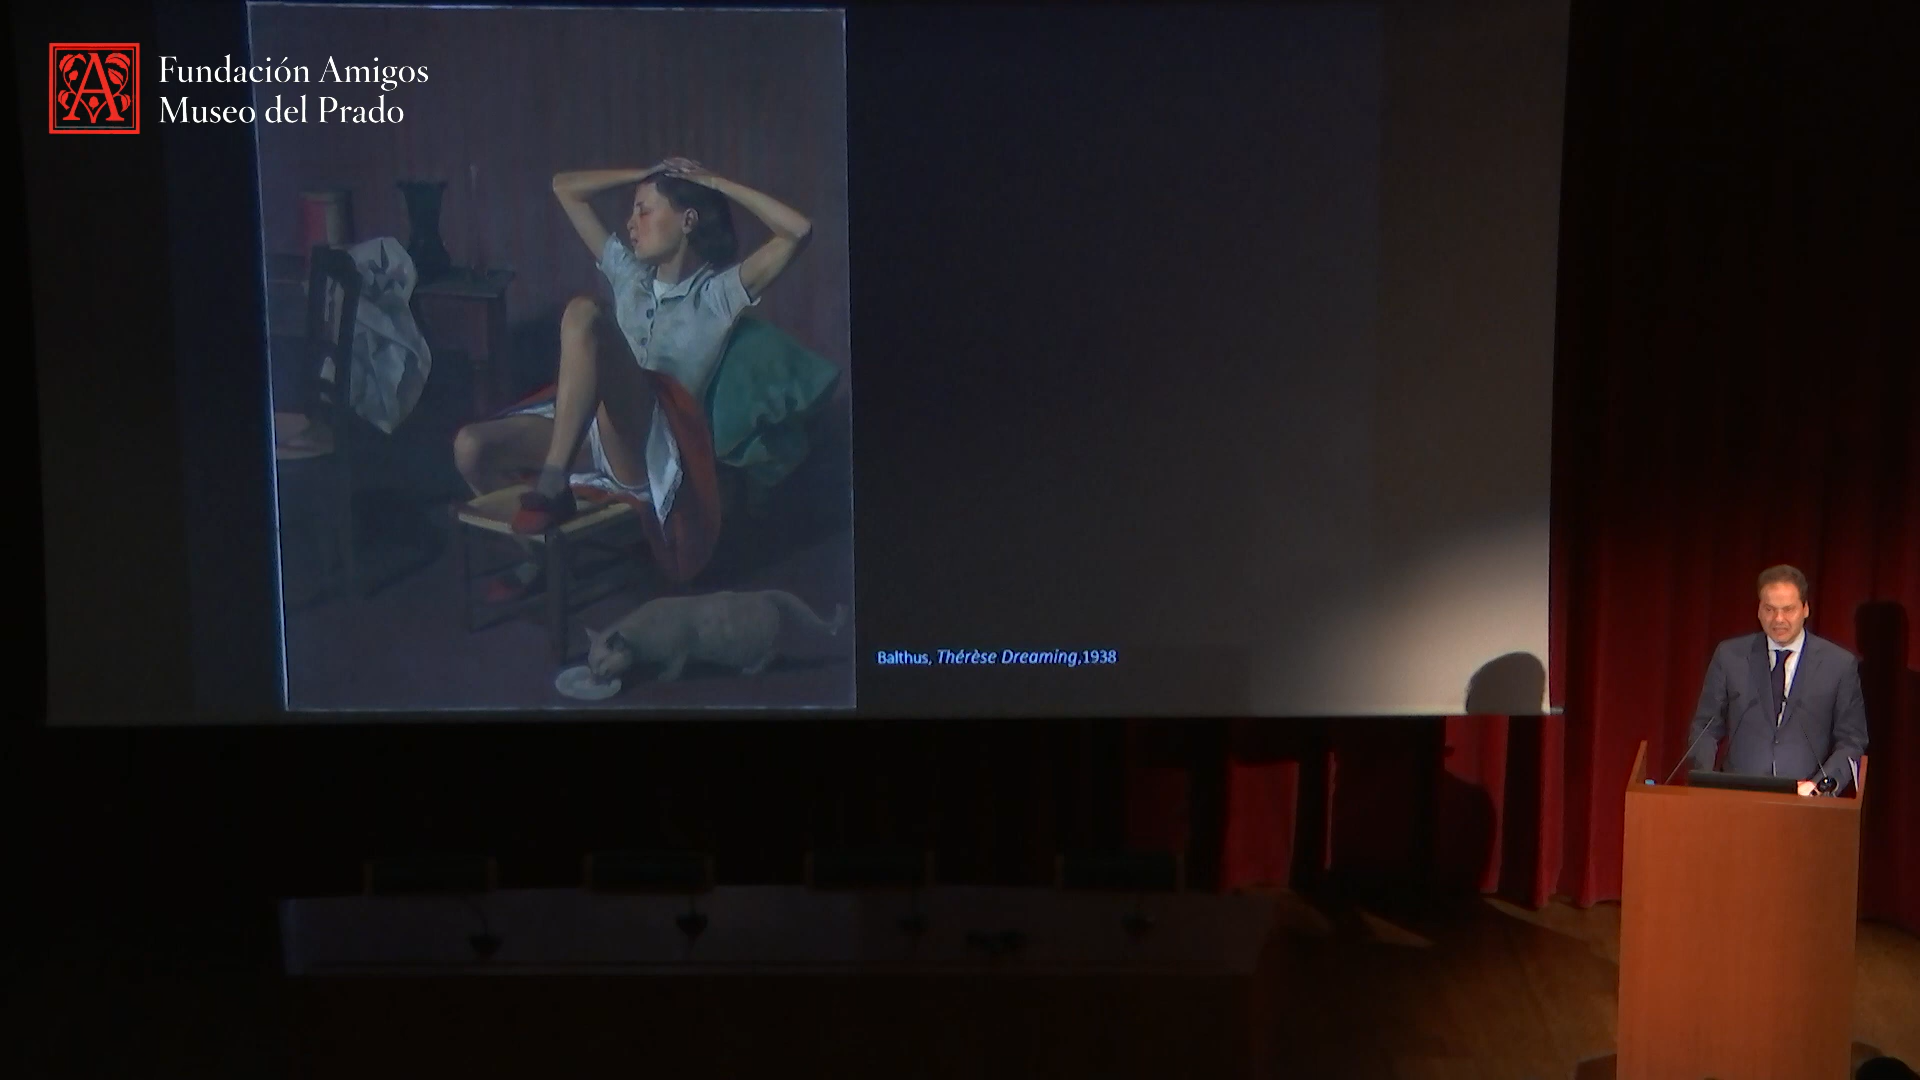 Fundación Amigos
Museo del Prado
Balthus, Thérèse Dreaming,1938